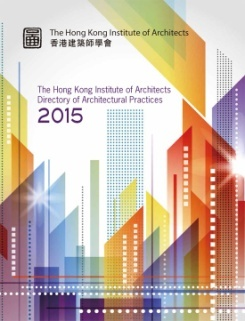 The Hong Kong Institute of Architects
香港建築師學會
The Hong Kong Institute of Architects
Directory of Architectural Practices
2015